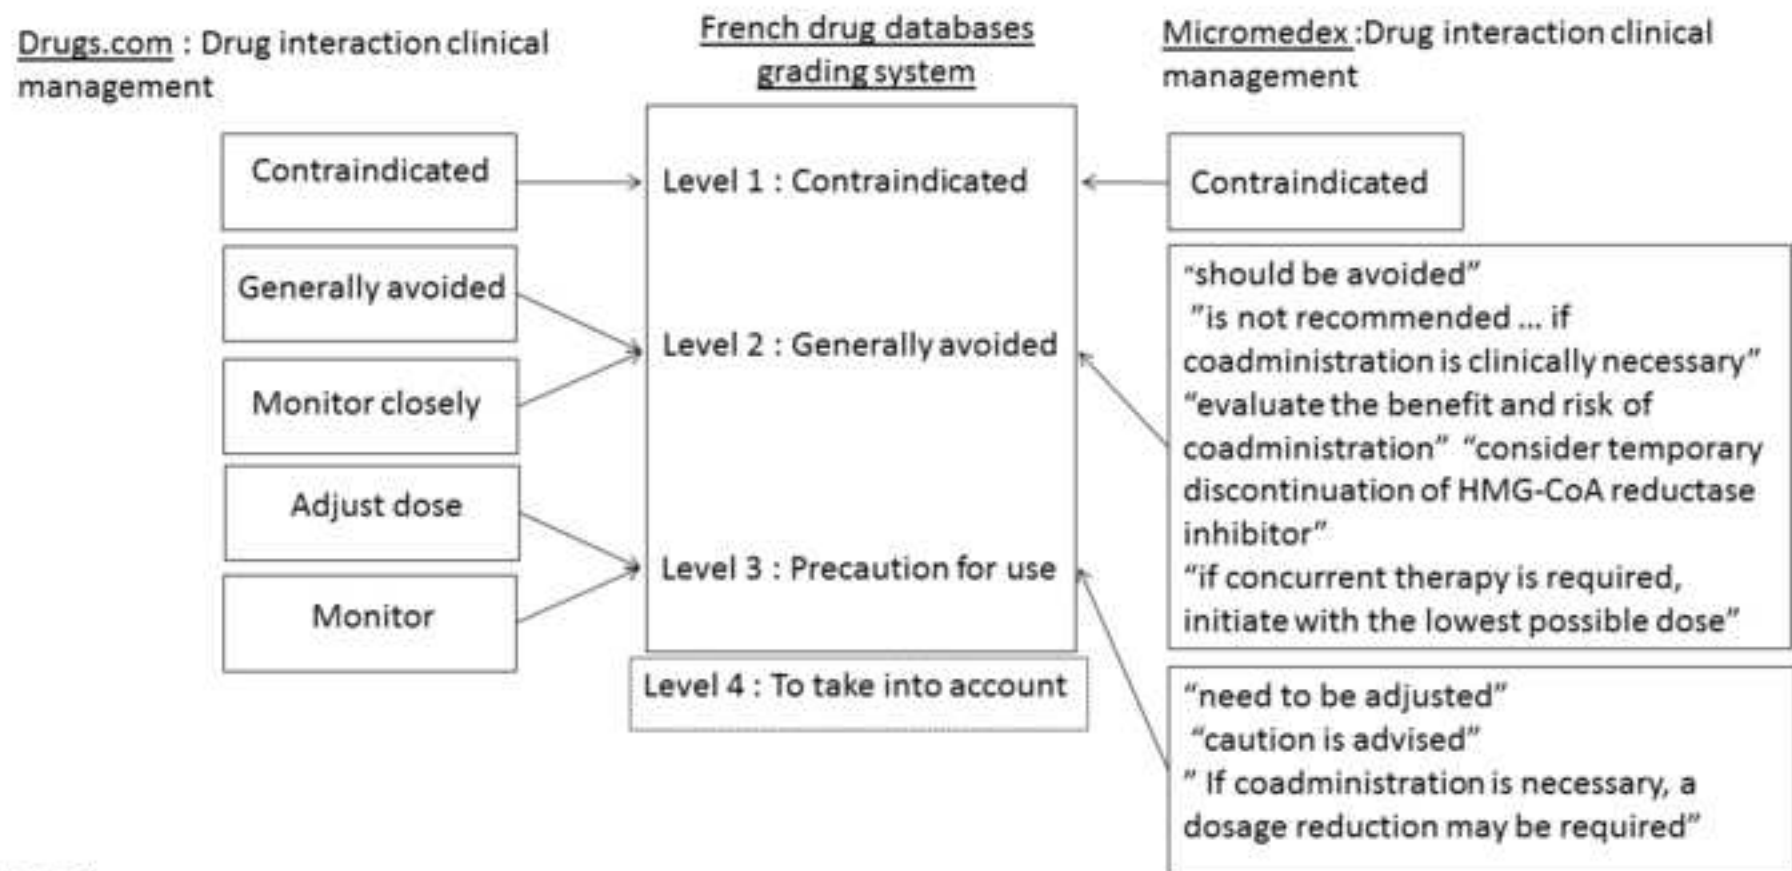 Drugs.com : Drug interaction clinical
management
Contraindicated
Generally avoided
Monitor closely
Adjust dose
Monitor
French drug databases
grading system
Level 1 : Contraindicated
Level 2 : Generally avoided
Level 3 : Precaution for use
Level 4 : To take into account
Micromedex :Drug interaction clinical
management
Contraindicated
“should be avoided”
”is not recommended ... if
coadministration is clinically necessary”
“evaluate the benefit and risk of
coadministration” “consider temporary
discontinuation of HMG-CoA reductase
inhibitor”
“if concurrent therapy is required,
initiate with the lowest possible dose”
“need to be adjusted”
“caution is advised”
” If coadministration is necessary, a
dosage reduction may be required”